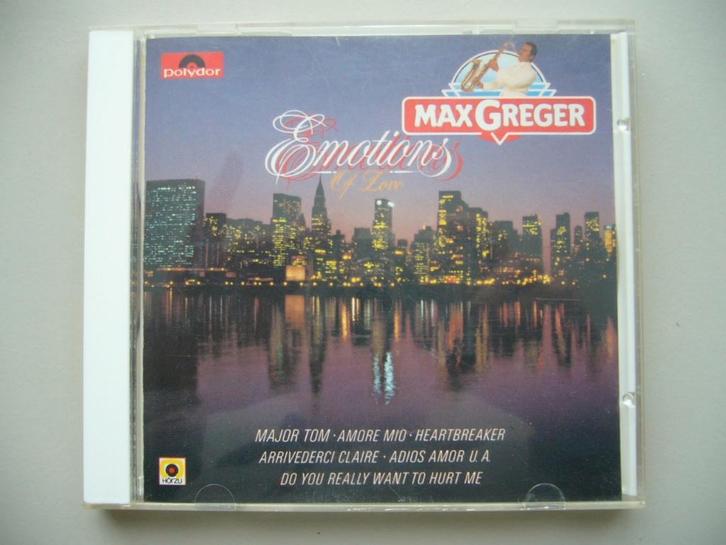 polydor
MAX GREGER
Emotions
Of Love
MAJOR TOM · AMORE MIO · HEARTBREAKER
ARRIVEDERCI CLAIRE · ADIOS AMOR U. A.
DO YOU REALLY WANT TO HURT ME
HÖRZU